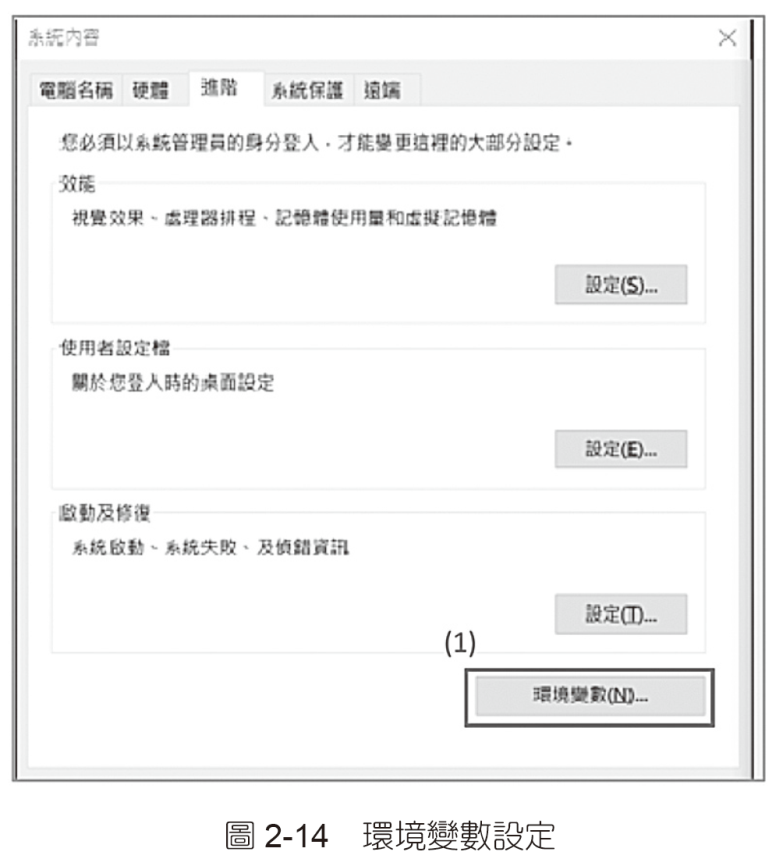 系統內容
電腦名稱 硬體 進階 系統保護 遠端
您必須以系統管理員的身分登入，才能變更這裡的大部分設定。
效能
視覺效果、處理器排程、記憶體使用量和虛擬記憶體
設定(S)...
使用者設定檔
關於您登入時的桌面設定
設定(E)...
啟動及修復
系統啟動、系統失敗、及偵錯資訊
設定(T)...
(1)
環境變數(N)...
圖 2-14 環境變數設定